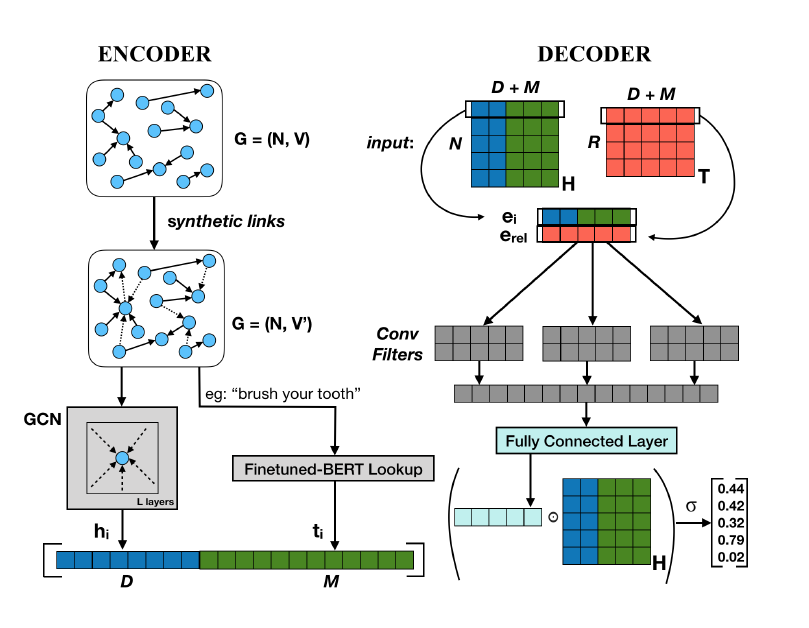 ENCODER
G = (N, V)
synthetic links
G = (N, V’)
eg: “brush your tooth”
GCN
L layers
Finetuned-BERT Lookup
hi
ti
D
M
DECODER
D + M
D + M
input:
N
R
H
T
ei
erel
Conv
Filters
Fully Connected Layer
⊙
H
σ
0.44
0.42
0.32
0.79
0.02